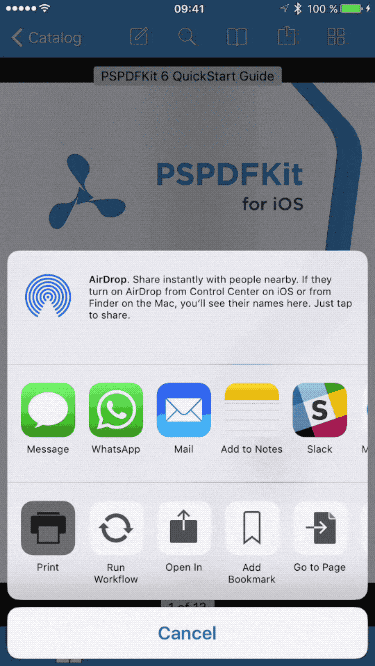 09:41
100 %
Catalog
PSPDFKit 6 QuickStart Guide
PSPDFKit
for iOS
AirDrop. Share instantly with people nearby. If they
turn on AirDrop from Control Center on iOS or from
Finder on the Mac, you'll see their names here. Just tap
to share.
Message
WhatsApp
Mail
Add to Notes
Slack
M
Print
Run
Workflow
Open In
Add
Bookmark
Go to Page
Cancel